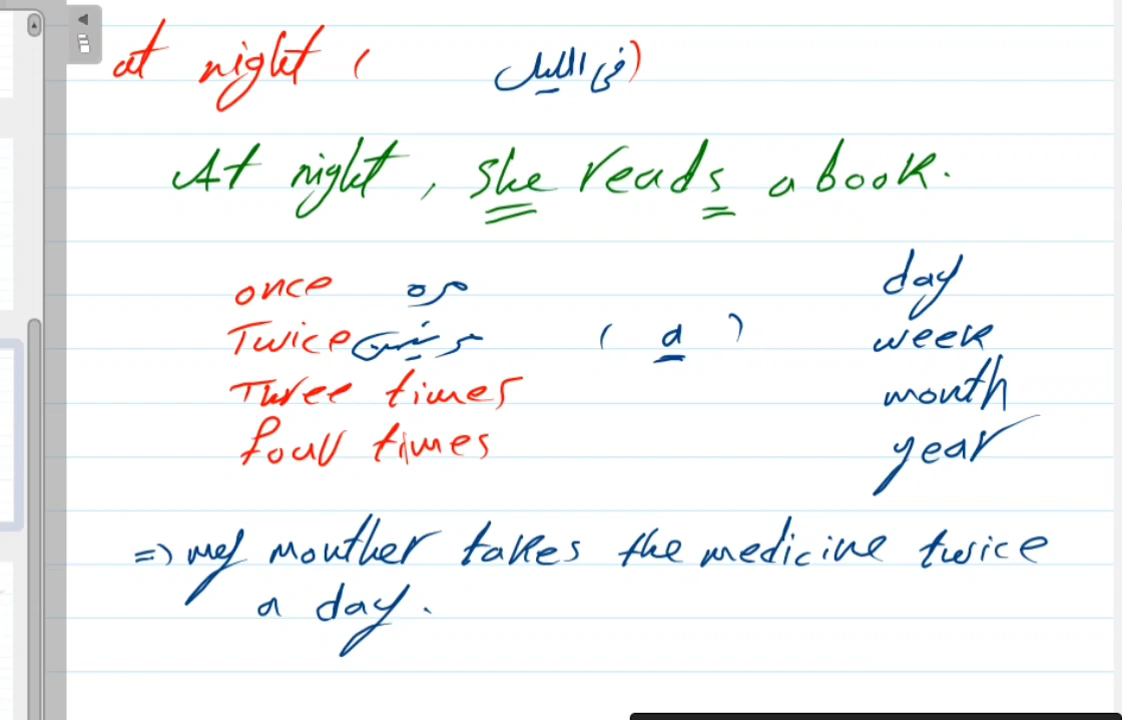 at night ( في الليل )
At night, she reads a book.
once مره day
Twice مرتين ( a ) week
Three times month
four times year
=> my mouther takes the medicine twice
a day.